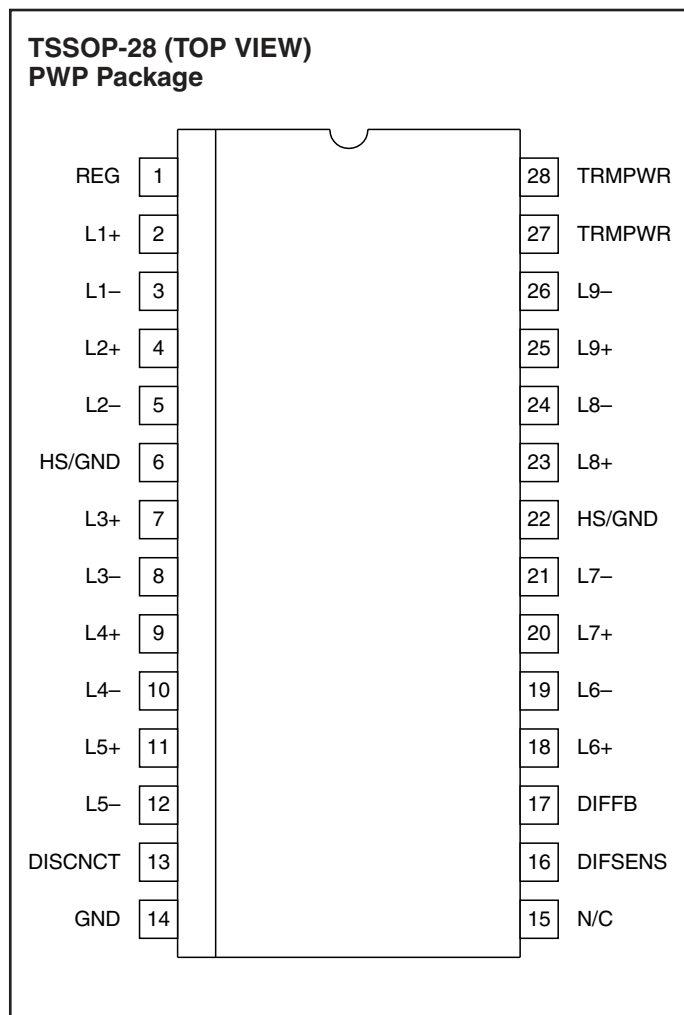 TSSOP-28 (TOP VIEW)
PWP Package
REG 1 28 TRMPWR
L1+ 2 27 TRMPWR
L1– 3 26 L9–
L2+ 4 25 L9+
L2– 5 24 L8–
HS/GND 6 23 L8+
L3+ 7 22 HS/GND
L3– 8 21 L7–
L4+ 9 20 L7+
L4– 10 19 L6–
L5+ 11 18 L6+
L5– 12 17 DIFFB
DISCNCT 13 16 DIFSENS
GND 14 15 N/C